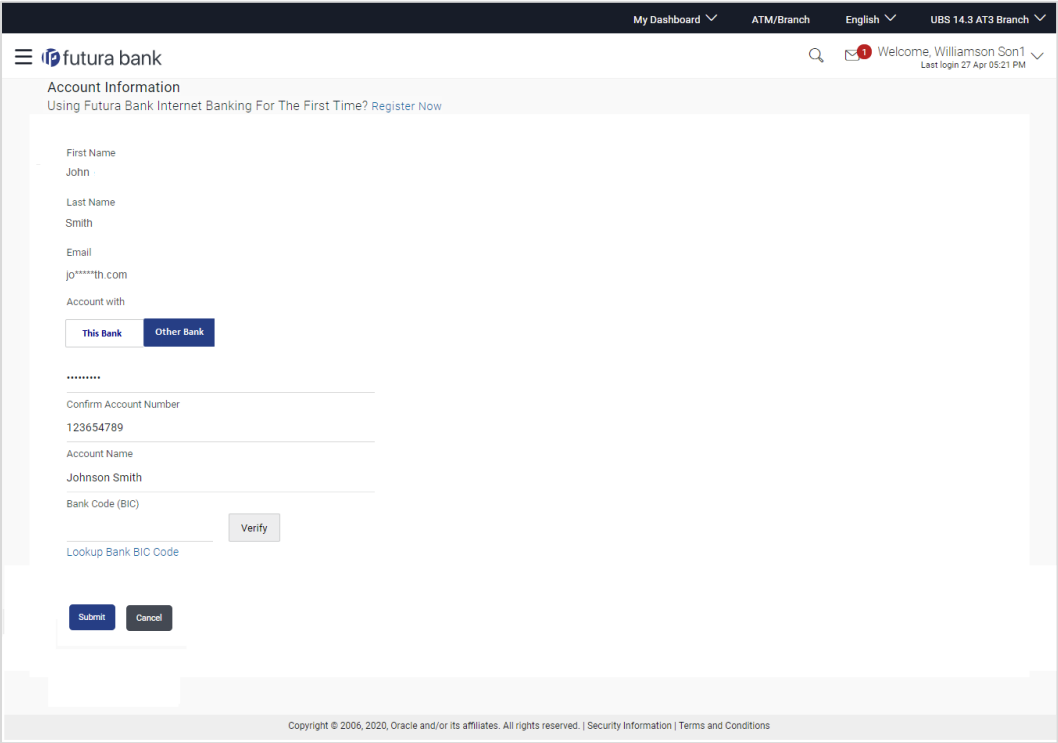 My Dashboard ATM/Branch English UBS 14.3 AT3 Branch
futura bank 1 Welcome, Williamson Son1
Last login 27 Apr 05:21 PM
Account Information
Using Futura Bank Internet Banking For The First Time? Register Now
First Name
John
Last Name
Smith
Email
jo*****th.com
Account with
This Bank Other Bank
•••••••••
Confirm Account Number
123654789
Account Name
Johnson Smith
Bank Code (BIC)
Verify
Lookup Bank BIC Code
Submit Cancel
Copyright © 2006, 2020, Oracle and/or its affiliates. All rights reserved. | Security Information | Terms and Conditions